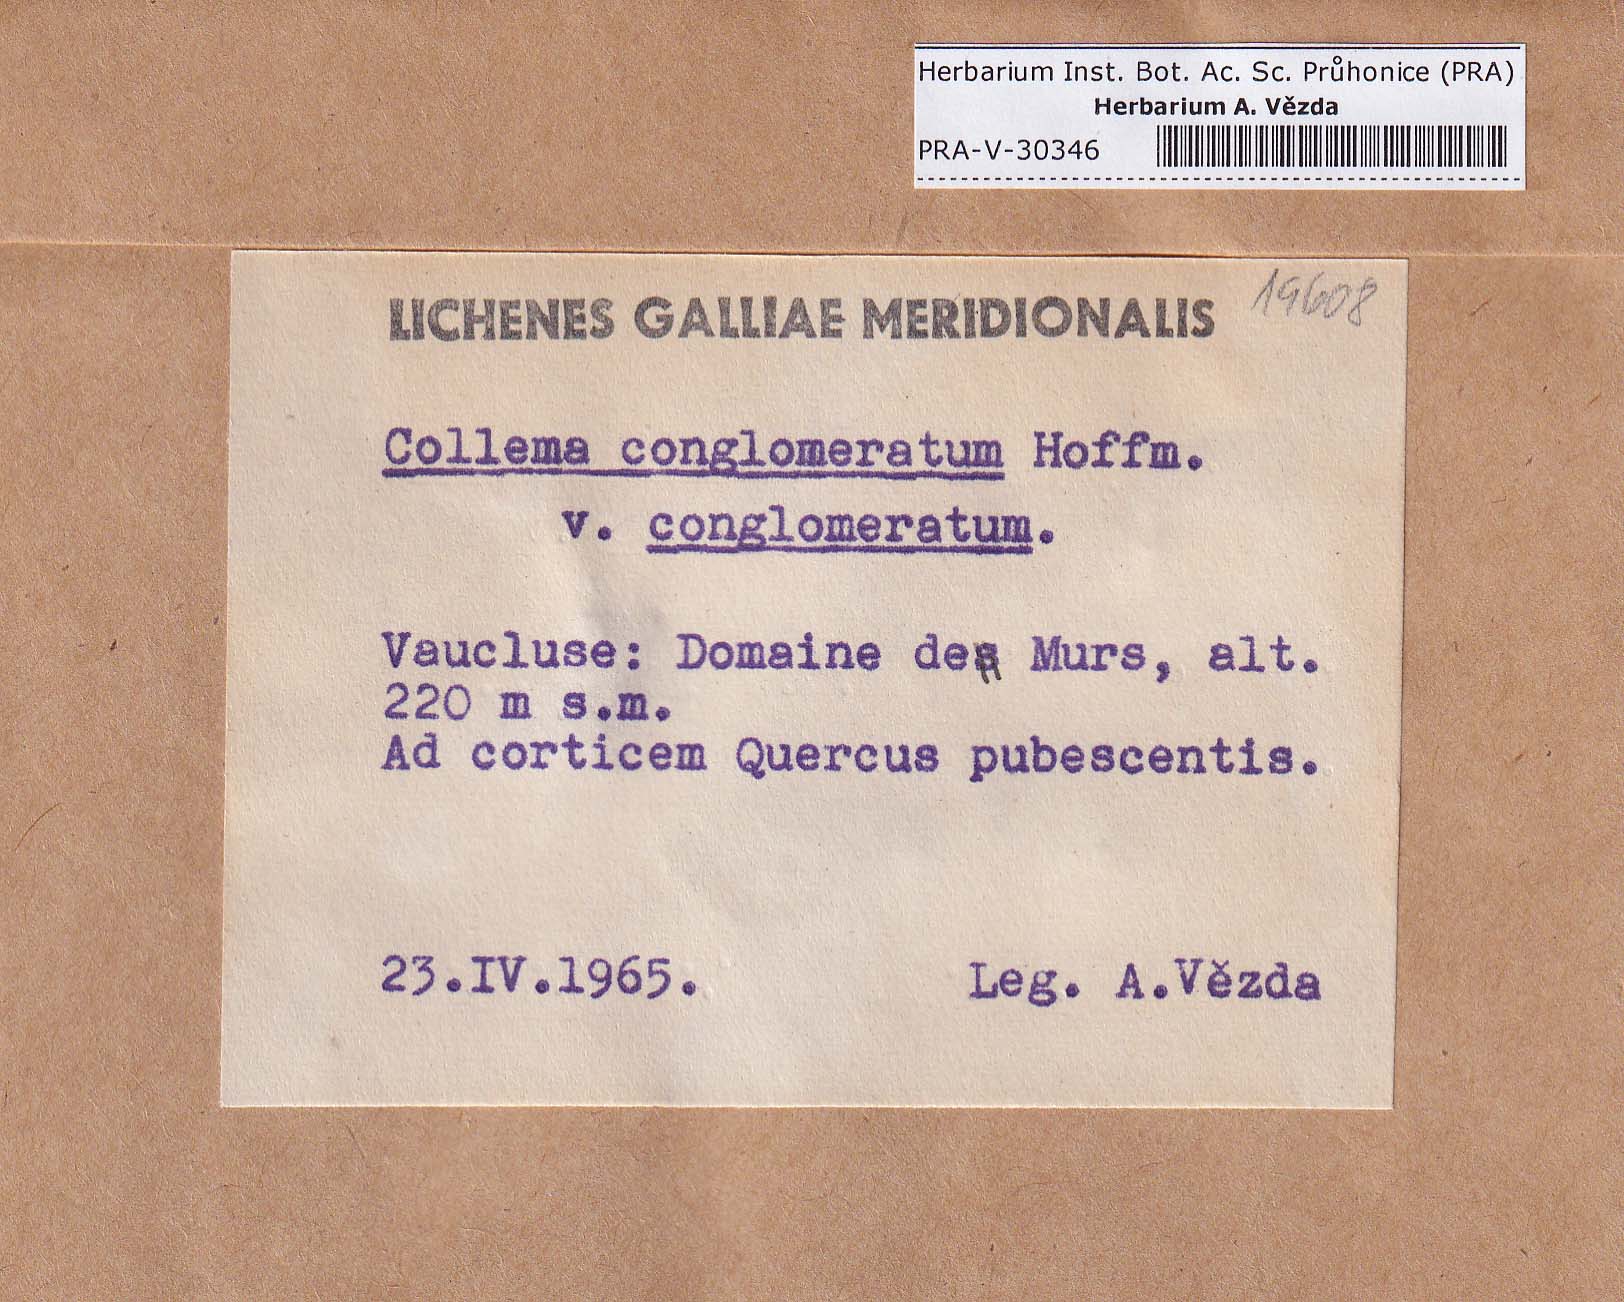 Herbarium Inst. Bot. Ac. Sc. Průhonice (PRA)
Herbarium A. Vězda
PRA-V-30346
LICHENES GALLIAE MERIDIONALIS
19608
Collema conglomeratum Hoffm.
v. conglomeratum.
Vaucluse: Domaine des Murs, alt.
220 m s.m.
Ad corticem Quercus pubescentis.
23.IV.1965.
Leg. A.Vězda